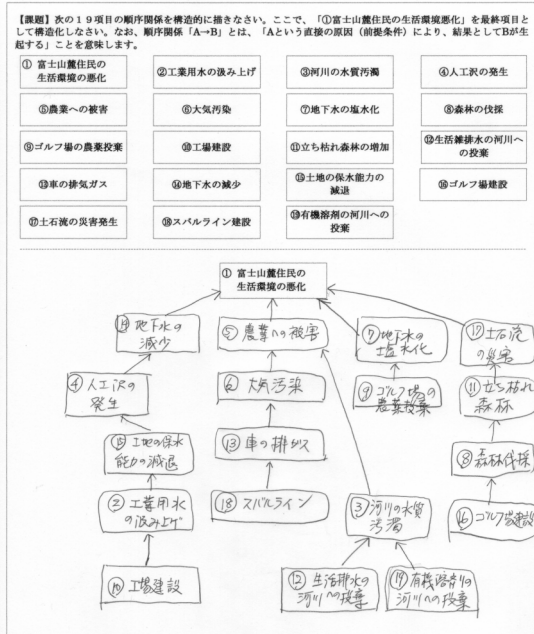 【課題】次の19項目の順序関係を構造的に描きなさい。ここで、「①富士山麓住民の生活環境悪化」を最終項目と
して構造化しなさい。なお、順序関係「A→B」とは、「Aという直接の原因(前提条件)により、結果としてBが生
起する」ことを意味します。
① 富士山麓住民の
生活環境の悪化
②工業用水の汲み上げ
③河川の水質汚濁
④人工沢の発生
⑤農業への被害
⑥大気汚染
⑦地下水の塩水化
⑧森林の伐採
⑨ゴルフ場の農薬投棄
⑩工場建設
⑪立ち枯れ森林の増加
⑫生活雑排水の河川へ
の投棄
⑬車の排気ガス
⑭地下水の減少
⑮土地の保水能力の
減退
⑯ゴルフ場建設
⑰土石流の災害発生
⑱スバルライン建設
⑲有機溶剤の河川への
投棄
① 富士山麓住民の
生活環境の悪化
⑭ 地下水の
減少
⑤ 農業への被害
⑦ 地下水の
塩水化
⑰ 土石流
の災害
④ 人工沢の
発生
⑥ 大気汚染
⑨ ゴルフ場の
農薬投棄
⑪ 立ち枯れ
森林
⑮ 土地の保水
能力の減退
⑬ 車の排ガス
⑧ 森林伐採
② 工業用水
の汲み上げ
⑱ スバルライン
③ 河川の水質
汚濁
⑯ ゴルフ場建設
⑩ 工場建設
⑫ 生活排水の
河川への投棄
⑲ 有機溶剤の
河川への投棄